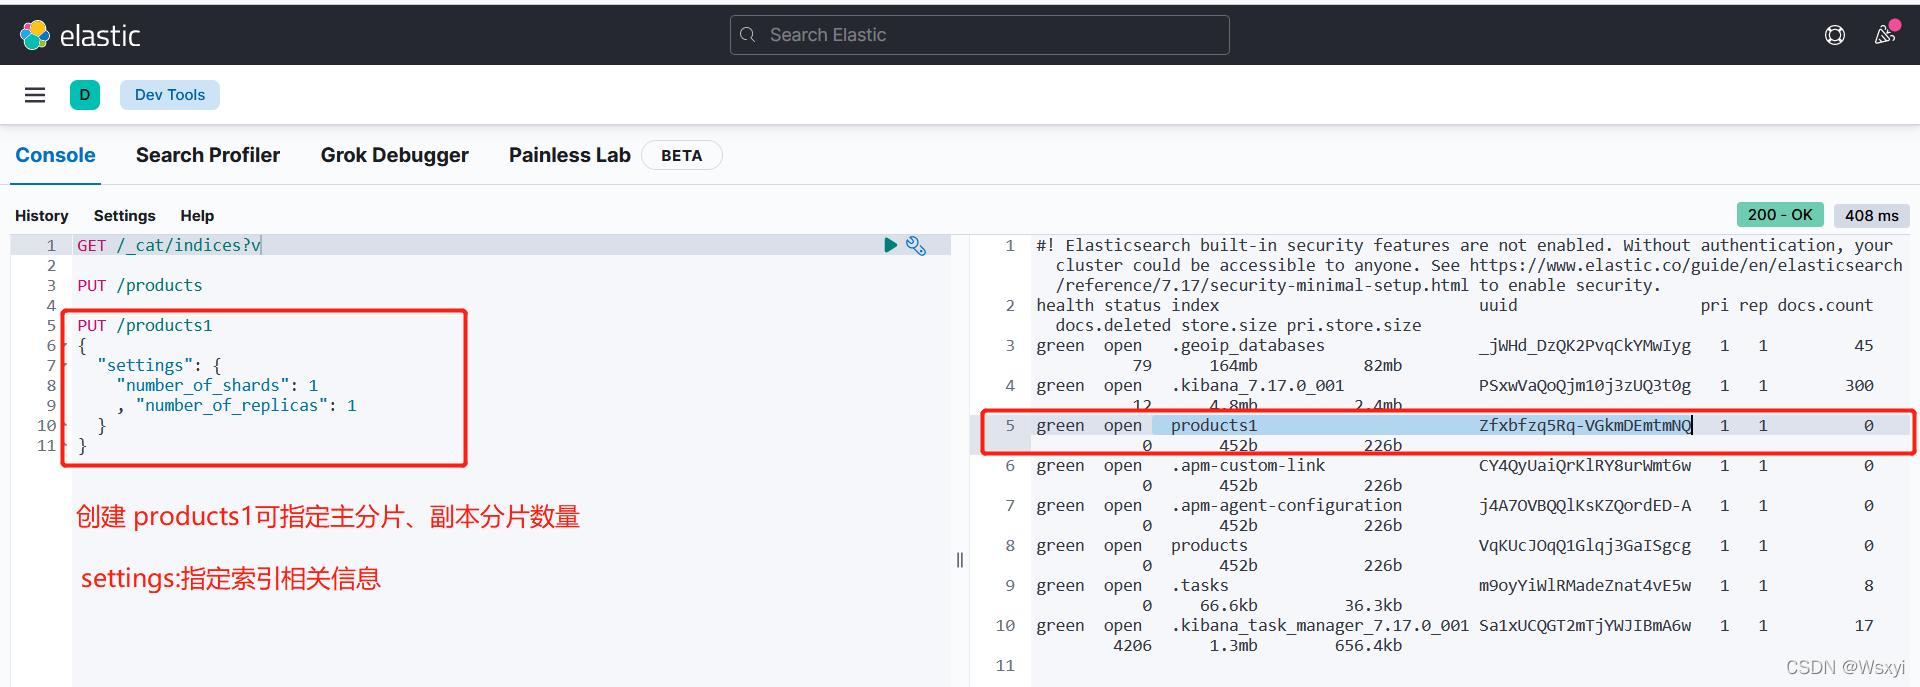 elastic
Search Elastic
D
Dev Tools
Console Search Profiler Grok Debugger Painless Lab BETA
History Settings Help
200 - OK 408 ms
1 GET /_cat/indices?v
2
3 PUT /products
4
5 PUT /products1
6 {
7 "settings": {
8 "number_of_shards": 1
9 , "number_of_replicas": 1
10 }
11 }
创建 products1可指定主分片、副本分片数量
settings:指定索引相关信息
1 #! Elasticsearch built-in security features are not enabled. Without authentication, your
cluster could be accessible to anyone. See https://www.elastic.co/guide/en/elasticsearch
/reference/7.17/security-minimal-setup.html to enable security.
2 health status index uuid pri rep docs.count
docs.deleted store.size pri.store.size
3 green open .geoip_databases _jWHd_DzQK2PvqCkYMwIyg 1 1 45
79 164mb 82mb
4 green open .kibana_7.17.0_001 PSxwVaQoQjm10j3zUQ3t0g 1 1 300
12 4.8mb 2.4mb
5 green open products1 Zfxbfzq5Rq-VGkmDEmtmNQ 1 1 0
0 452b 226b
6 green open .apm-custom-link CY4QyUaiQrKlRY8urWmt6w 1 1 0
0 452b 226b
7 green open .apm-agent-configuration j4A7OVBQQlKsKZQordED-A 1 1 0
0 452b 226b
8 green open products VqKUcJOqQ1Glqj3GaISgcg 1 1 0
0 452b 226b
9 green open .tasks m9oyYiWlRMadeZnat4vE5w 1 1 8
0 66.6kb 36.3kb
10 green open .kibana_task_manager_7.17.0_001 Sa1xUCQGT2mTjYWJIBmA6w 1 1 17
4206 1.3mb 656.4kb
11
CSDN @Wsxyi